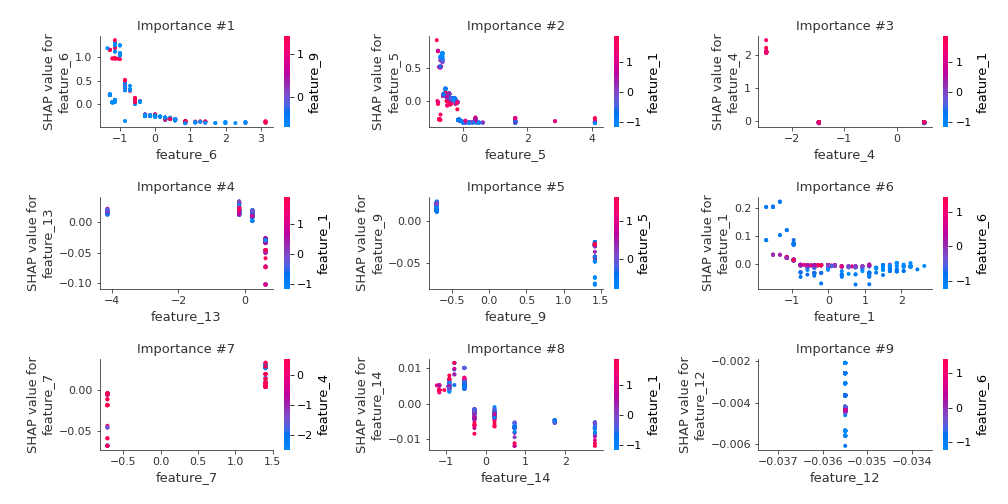 Importance #1
SHAP value for
feature_6
1.0
0.5
0.0
−1
0
1
2
3
feature_6
1
0
feature_9
Importance #2
SHAP value for
feature_5
0.5
0.0
0
2
4
feature_5
1
0
−1
feature_1
Importance #3
SHAP value for
feature_4
2
1
0
−2
−1
0
feature_4
1
0
−1
feature_1
Importance #4
SHAP value for
feature_13
0.00
−0.05
−0.10
−4
−2
0
feature_13
1
0
−1
feature_1
Importance #5
SHAP value for
feature_9
0.00
−0.05
−0.5
0.0
0.5
1.0
1.5
feature_9
1
0
feature_5
Importance #6
SHAP value for
feature_1
0.2
0.1
0.0
−1
0
1
2
feature_1
1
0
−1
feature_6
Importance #7
SHAP value for
feature_7
0.00
−0.05
−0.5
0.0
0.5
1.0
1.5
feature_7
0
−1
−2
feature_4
Importance #8
SHAP value for
feature_14
0.01
0.00
−0.01
−1
0
1
2
feature_14
1
0
−1
feature_1
Importance #9
SHAP value for
feature_12
−0.002
−0.004
−0.006
−0.037
−0.036
−0.035
−0.034
feature_12
1
0
−1
feature_6